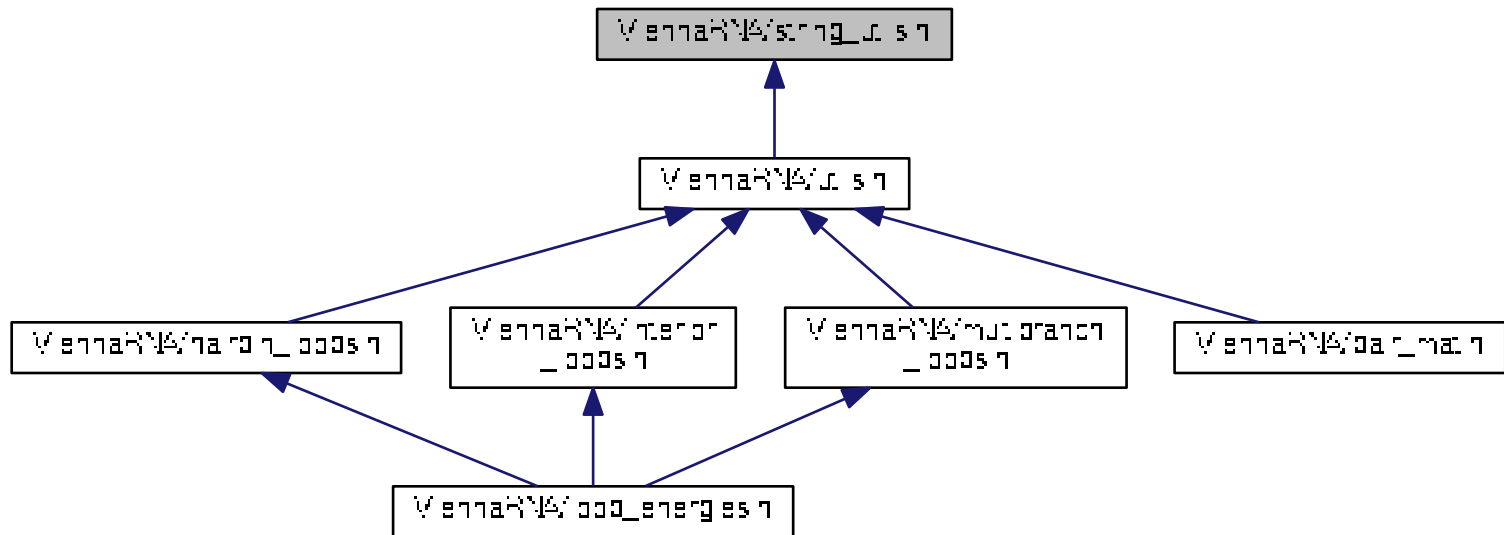 ViennaRNA/string_utils.h
ViennaRNA/utils.h
ViennaRNA/hairpin_loops.h
ViennaRNA/interior
_loops.h
ViennaRNA/multibranch
_loops.h
ViennaRNA/pair_mat.h
ViennaRNA/loop_energies.h